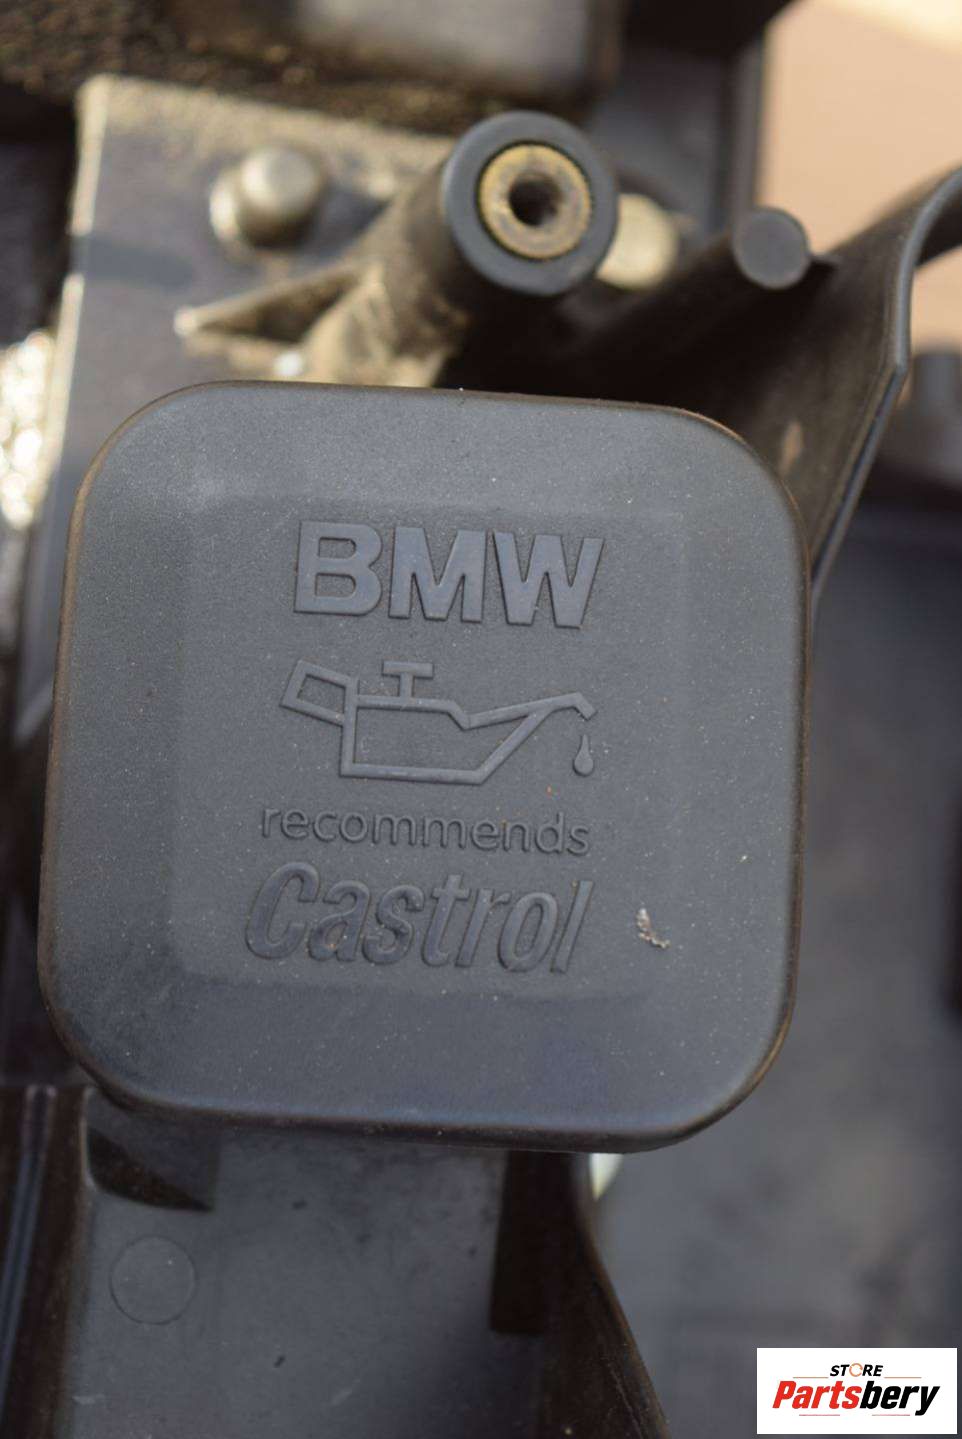 BMW
recommends
Castrol
STORE
Partsbery